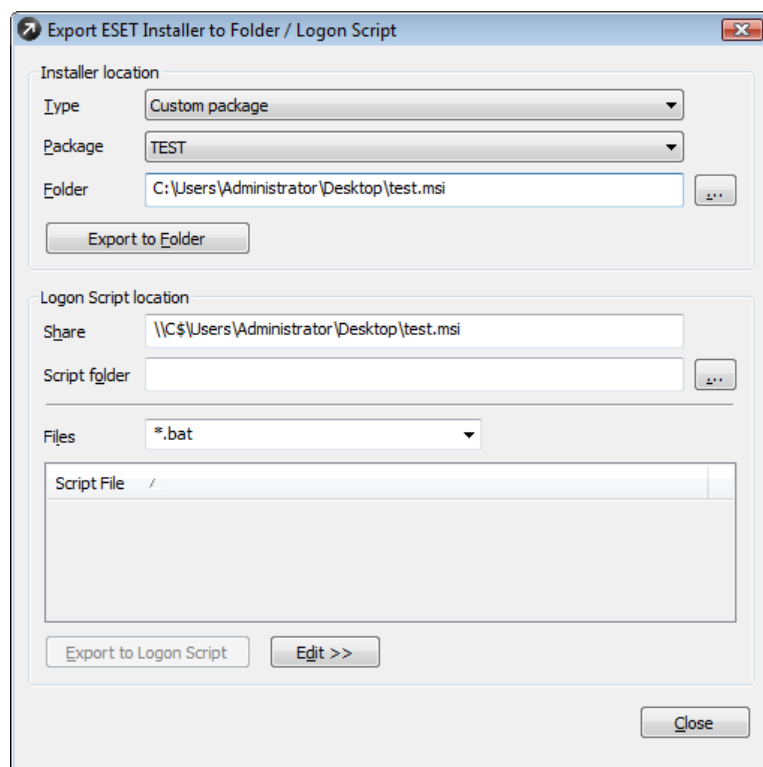 Export ESET Installer to Folder / Logon Script
Installer location
Type Custom package
Package TEST
Folder C:\Users\Administrator\Desktop\test.msi ...
Export to Folder
Logon Script location
Share \\C$\Users\Administrator\Desktop\test.msi
Script folder ...
Files *.bat
Script File
Export to Logon Script Edit >>
Close